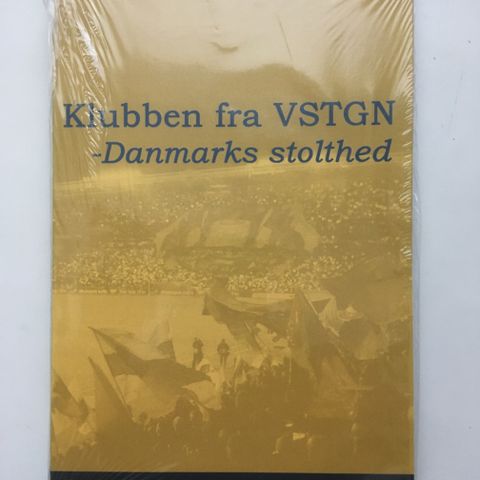 Klubben fra VSTGN
-Danmarks stolthed